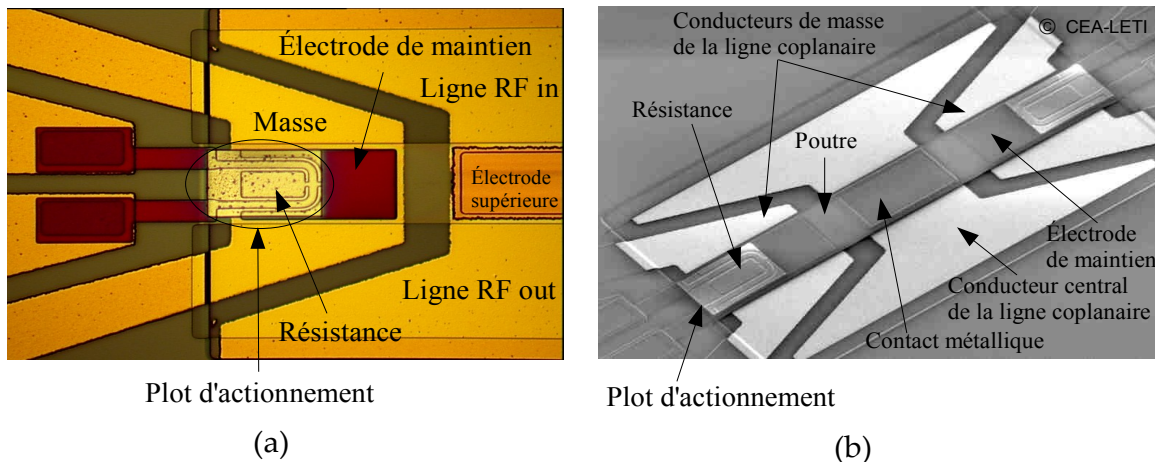 Électrode de maintien
Ligne RF in
Masse
Électrode
supérieure
Ligne RF out
Résistance
Plot d'actionnement
(a)
Conducteurs de masse
de la ligne coplanaire
© CEA-LETI
Résistance
Poutre
Électrode
de maintien
Conducteur central
de la ligne coplanaire
Contact métallique
Plot d'actionnement
(b)